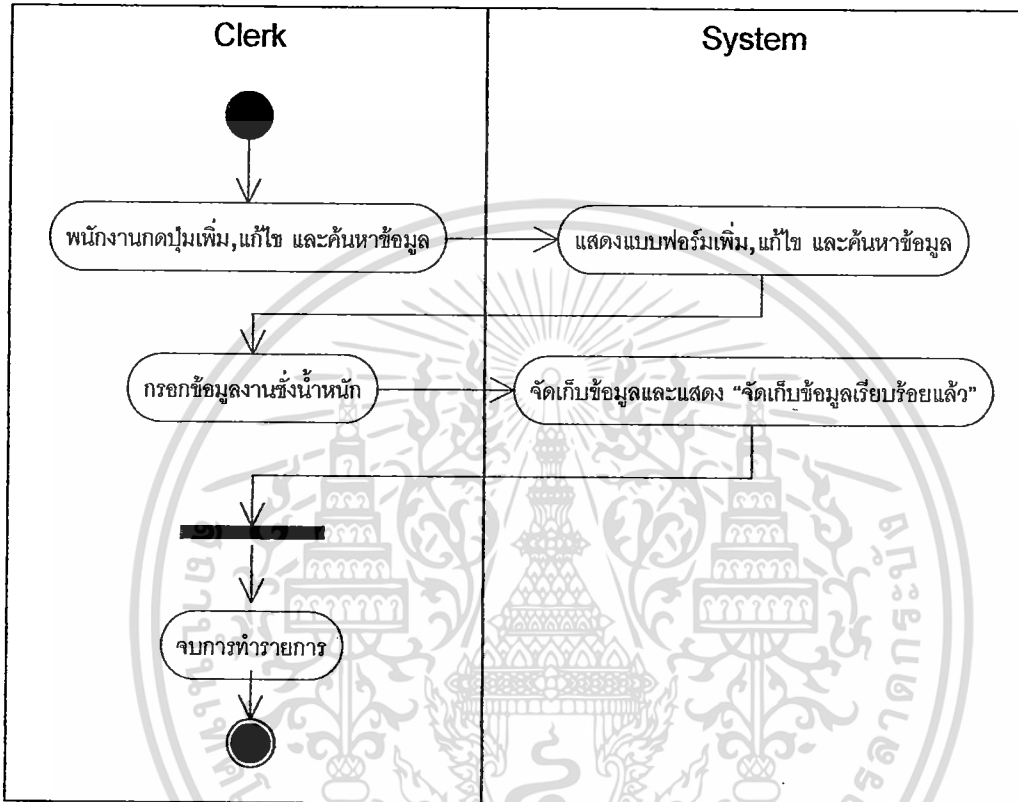 Clerk
System
พนักงานกดปุ่มเพิ่ม,แก้ไข และค้นหาข้อมูล
แสดงแบบฟอร์มเพิ่ม,แก้ไข และค้นหาข้อมูล
กรอกข้อมูลงานชั่งน้ำหนัก
จัดเก็บข้อมูลและแสดง “จัดเก็บข้อมูลเรียบร้อยแล้ว”
จบการทำรายการ